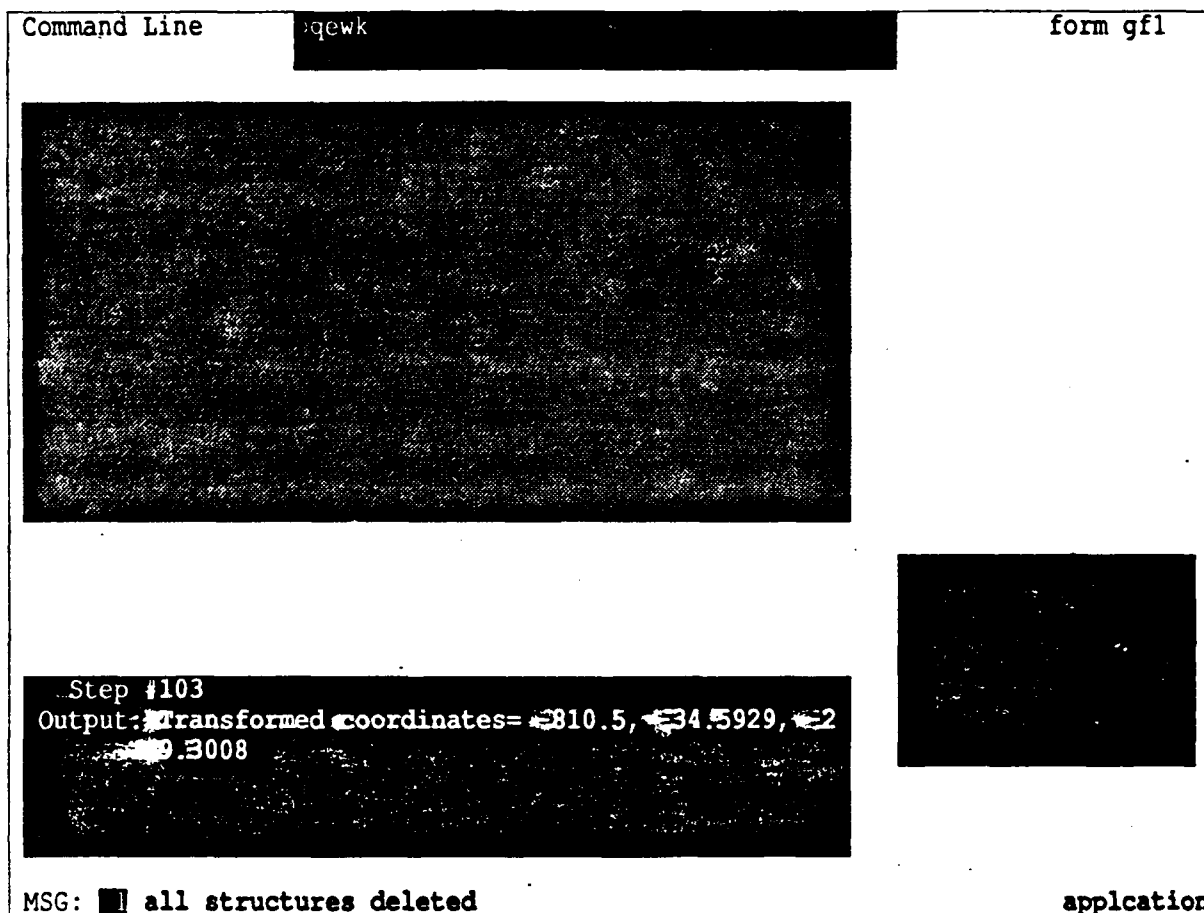 Command Line
qewk
form gf1
Step #103
Output: Transformed coordinates= 810.5, 34.5929, 2
9.3008
MSG: all structures deleted
applcation